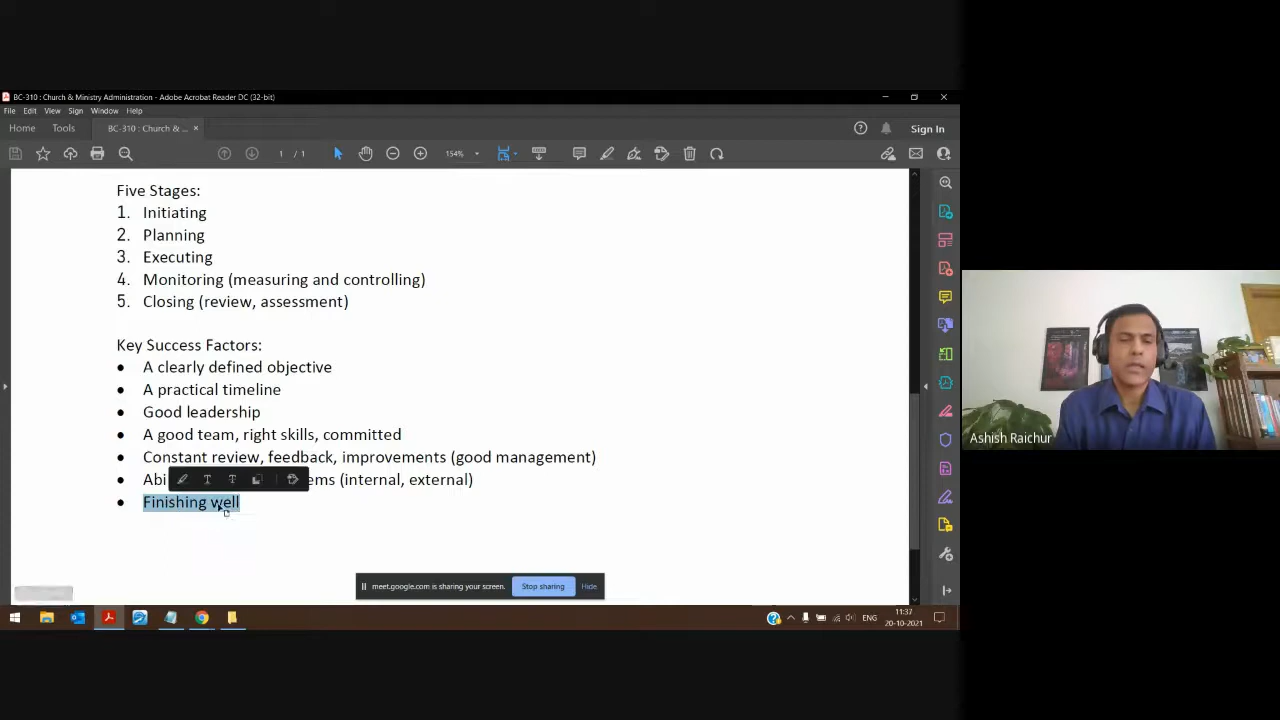 BC-310 : Church & Ministry Administration - Adobe Acrobat Reader DC (32-bit)
File Edit View Sign Window Help
Home Tools BC-310 : Church & ... × Sign In
1 / 1 154%
Five Stages:
1. Initiating
2. Planning
3. Executing
4. Monitoring (measuring and controlling)
5. Closing (review, assessment)
Key Success Factors:
• A clearly defined objective
• A practical timeline
• Good leadership
• A good team, right skills, committed
• Constant review, feedback, improvements (good management)
• Abi ems (internal, external)
• Finishing well
Ashish Raichur
meet.google.com is sharing your screen. Stop sharing Hide
ENG 11:37
20-10-2021